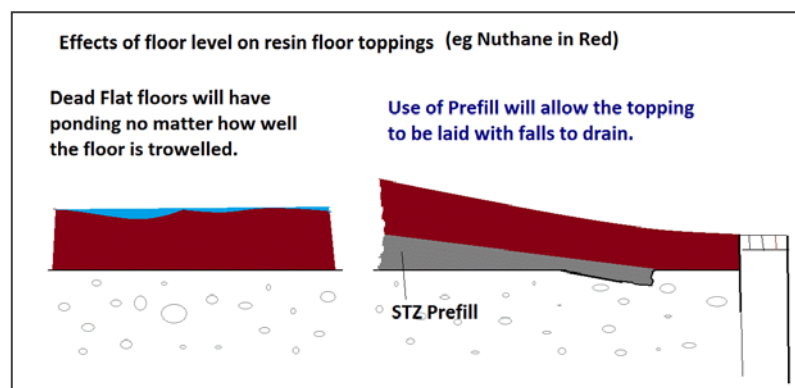 Effects of floor level on resin floor toppings (eg Nuthane in Red)
Dead Flat floors will have
ponding no matter how well
the floor is trowelled.
Use of Prefill will allow the topping
to be laid with falls to drain.
STZ Prefill